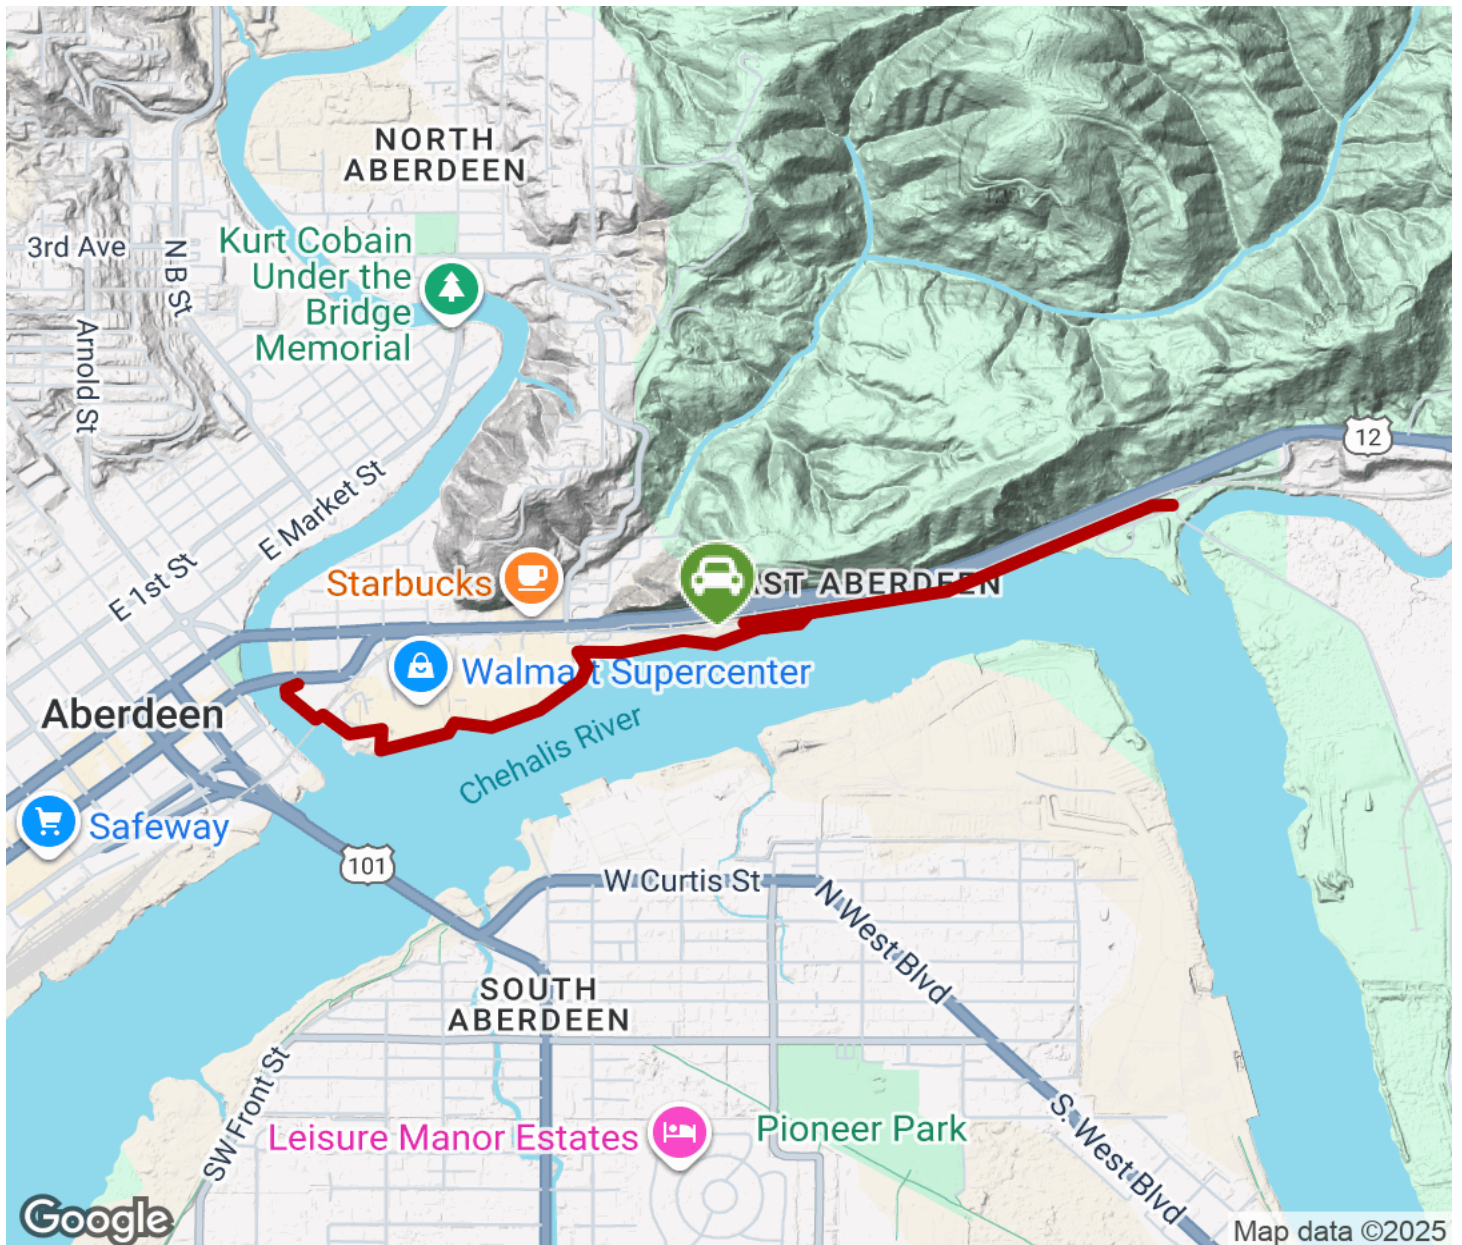 NORTH
ABERDEEN
3rd Ave
N B St
Kurt Cobain
Under the
Bridge
Memorial
Arnold St
12
E Market St
E 1st St
Starbucks
EAST ABERDEEN
Walmart Supercenter
Aberdeen
Chehalis River
Safeway
101
W Curtis St
N West Blvd
SOUTH
ABERDEEN
SW Front St
Leisure Manor Estates
Pioneer Park
S. West Blvd
Google
Map data ©2025